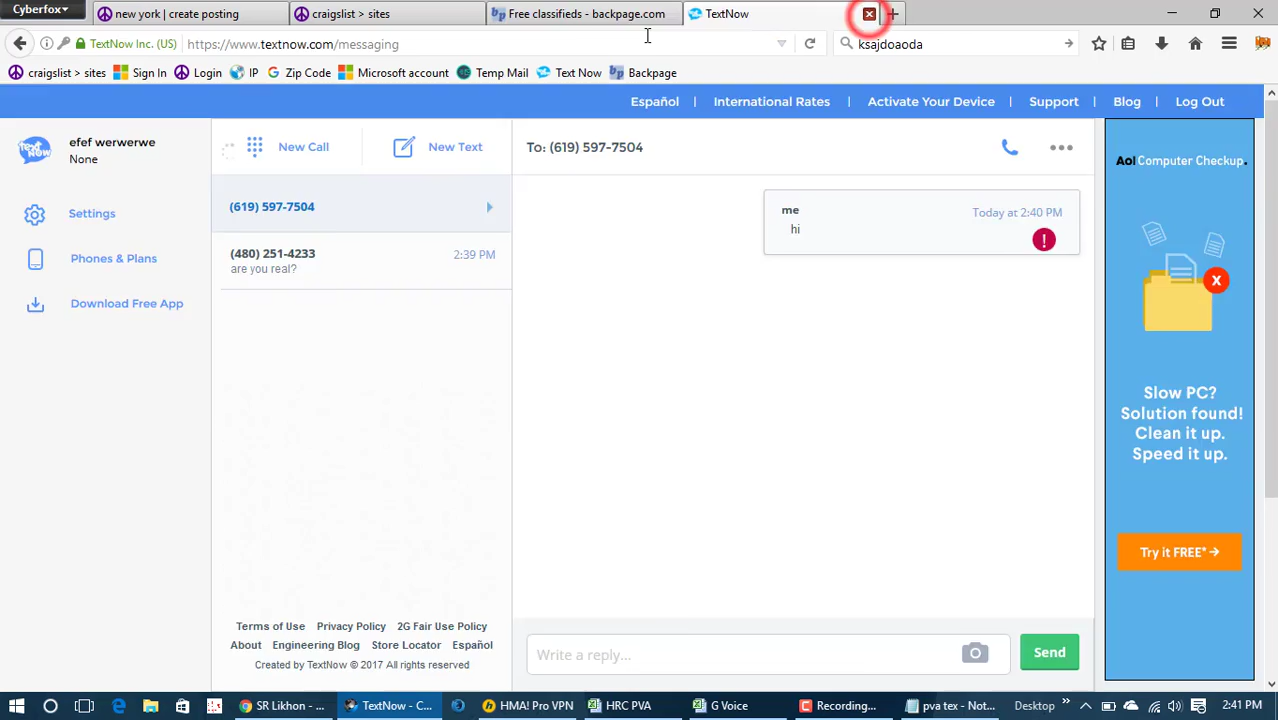 Cyberfox
new york | create posting
craigslist > sites
bp Free classifieds - backpage.com
TextNow
TextNow Inc. (US)
https://www.textnow.com/messaging
ksajdoaoda
craigslist > sites
Sign In
Login
IP
Zip Code
Microsoft account
Temp Mail
Text Now
bp Backpage
Español | International Rates | Activate Your Device | Support | Blog | Log Out
text now
efef werwerwe
None
Settings
Phones & Plans
Download Free App
New Call
New Text
(619) 597-7504
(480) 251-4233 2:39 PM
are you real?
Terms of Use Privacy Policy 2G Fair Use Policy
About Engineering Blog Store Locator Español
Created by TextNow © 2017 All rights reserved
To: (619) 597-7504
me Today at 2:40 PM
hi
!
Write a reply...
Send
Aol Computer Checkup.
X
Slow PC?
Solution found!
Clean it up.
Speed it up.
Try it FREE*
SR Likhon - ...
TextNow - C...
HMA! Pro VPN
HRC PVA
G Voice
Recording...
pva tex - Not...
Desktop
2:41 PM